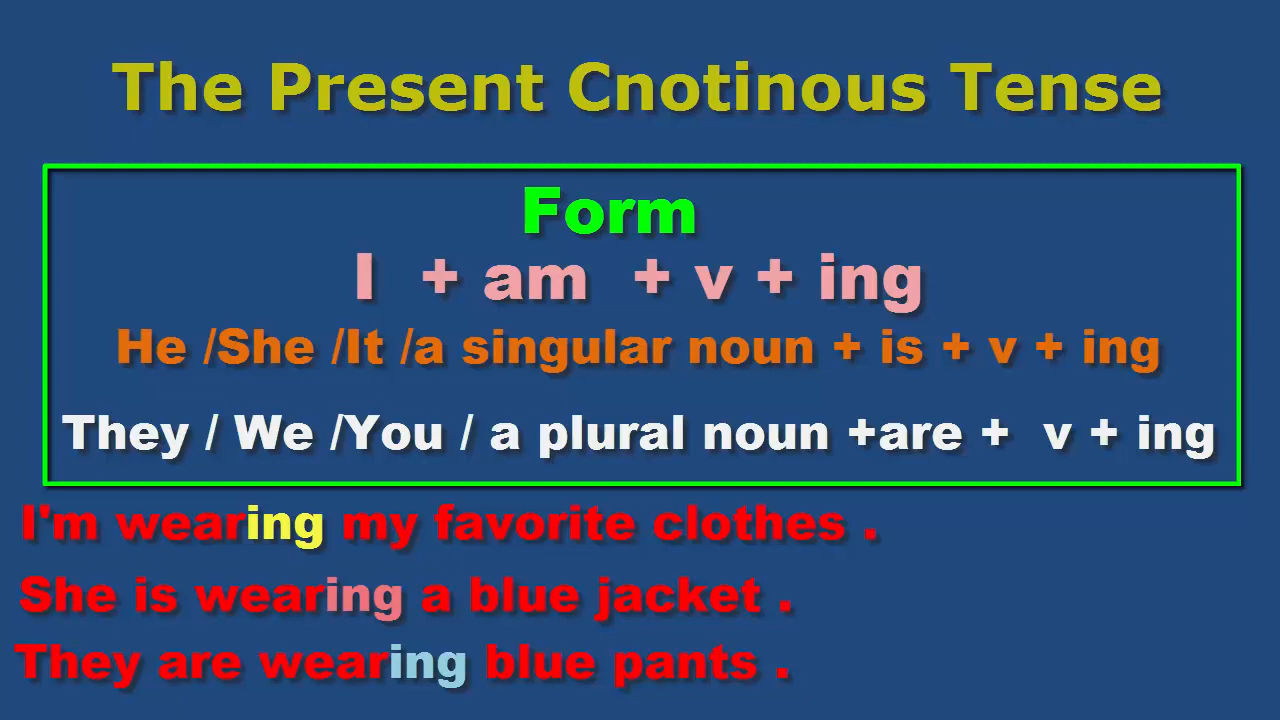 The Present Cnotinous Tense
Form
I + am + v + ing
He /She /It /a singular noun + is + v + ing
They / We /You / a plural noun +are + v + ing
I'm wearing my favorite clothes .
She is wearing a blue jacket .
They are wearing blue pants .